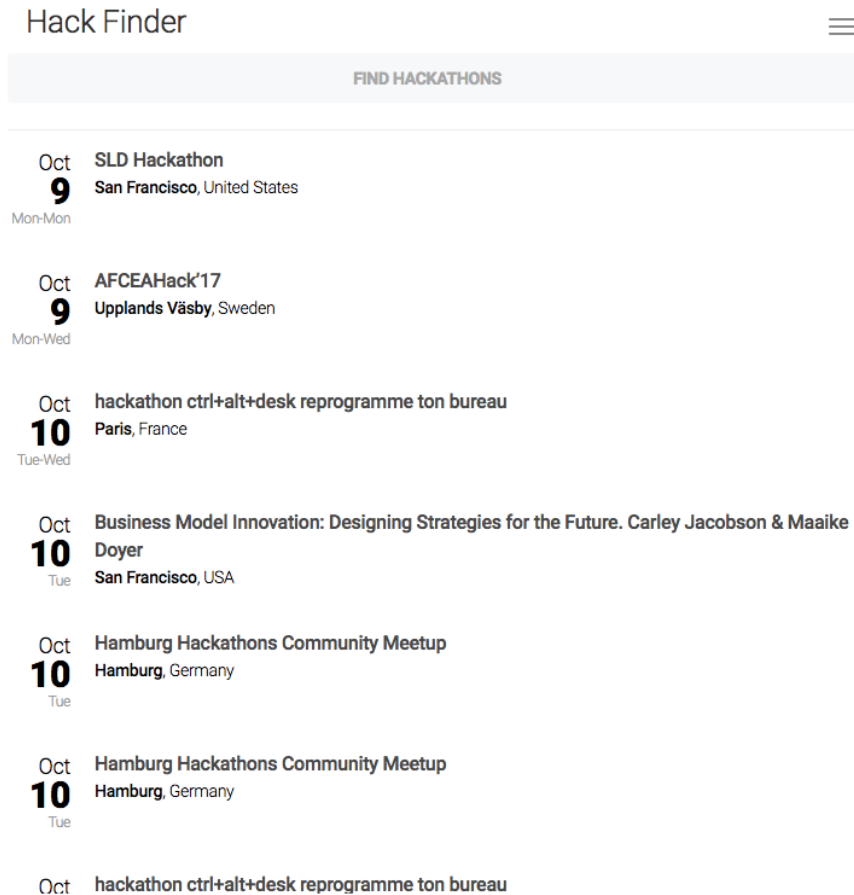 Hack Finder
FIND HACKATHONS
Oct
9
Mon-Mon
SLD Hackathon
San Francisco, United States
Oct
9
Mon-Wed
AFCEAHack'17
Upplands Väsby, Sweden
Oct
10
Tue-Wed
hackathon ctrl+alt+desk reprogramme ton bureau
Paris, France
Oct
10
Tue
Business Model Innovation: Designing Strategies for the Future. Carley Jacobson & Maaike
Doyer
San Francisco, USA
Oct
10
Tue
Hamburg Hackathons Community Meetup
Hamburg, Germany
Oct
10
Tue
Hamburg Hackathons Community Meetup
Hamburg, Germany
Oct
hackathon ctrl+alt+desk reprogramme ton bureau